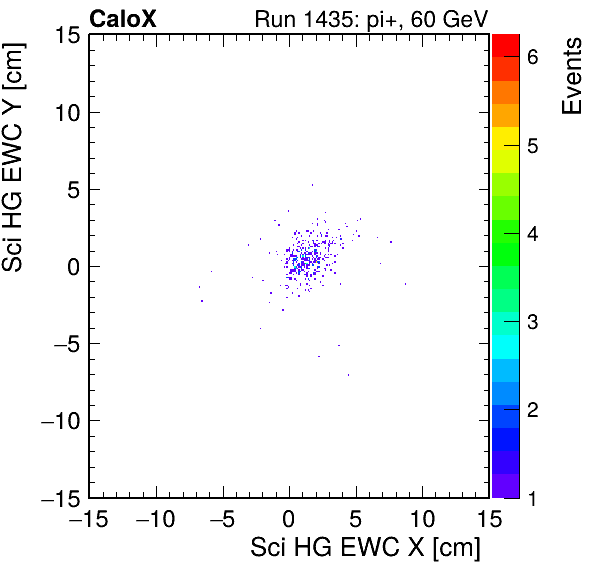 CaloX Run 1435: pi+, 60 GeV
Sci HG EWC Y [cm]
15
10
5
0
−5
−10
−15
−15 −10 −5 0 5 10 15
Sci HG EWC X [cm]
Events
6
5
4
3
2
1